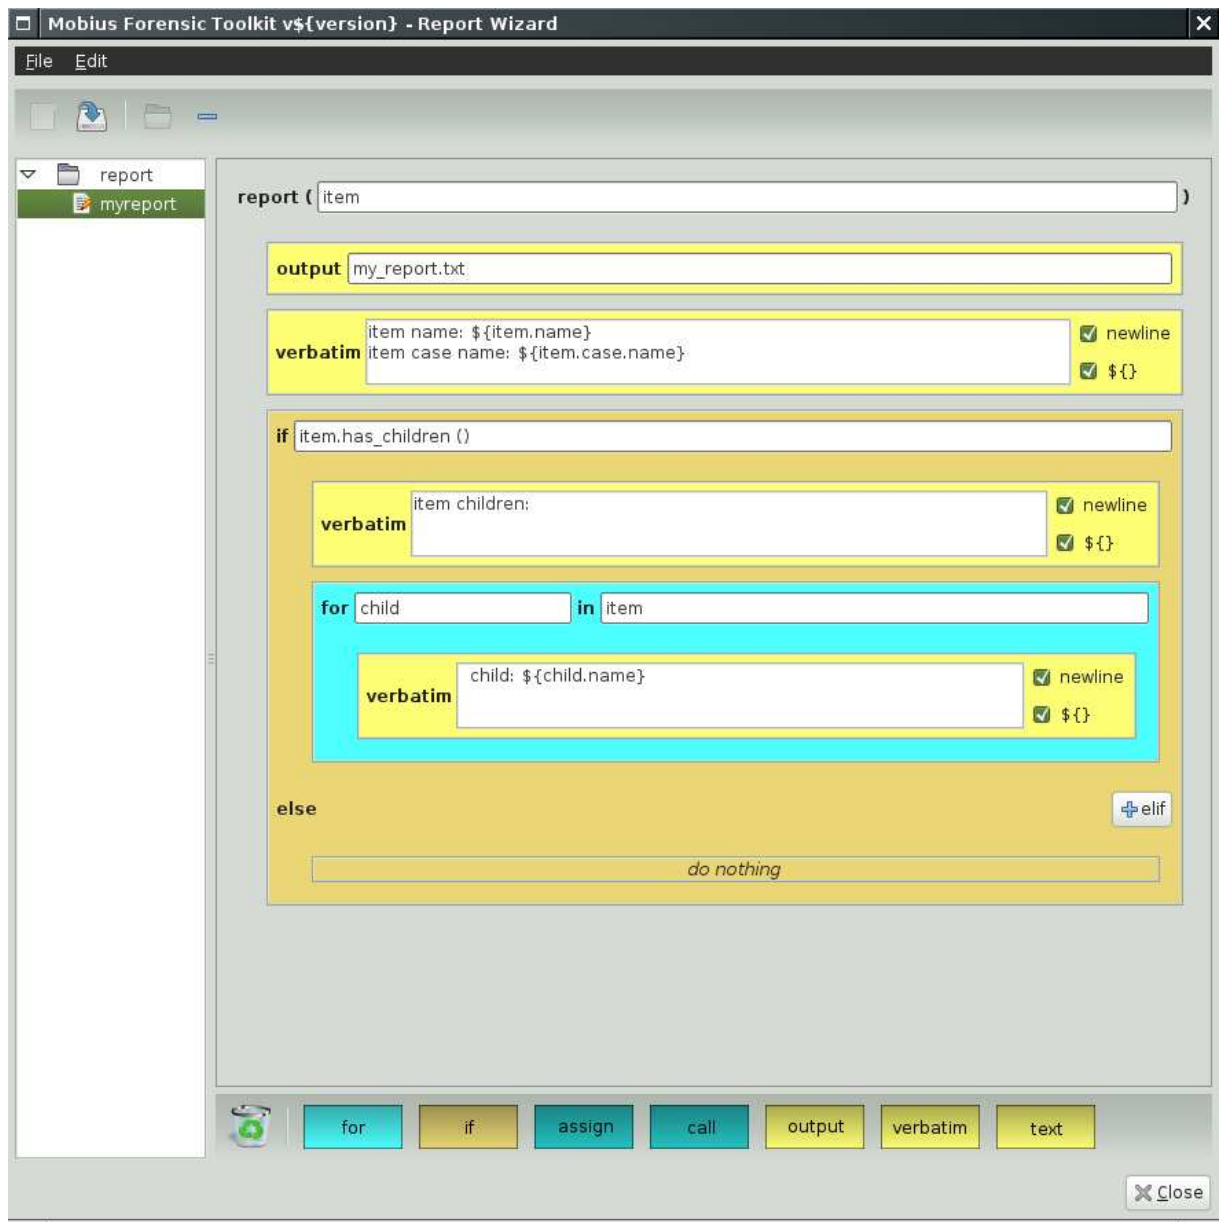 Mobius Forensic Toolkit v${version} - Report Wizard
File Edit
report
myreport
report ( item )
output my_report.txt
verbatim item name: ${item.name}
item case name: ${item.case.name}
newline
${}
if item.has_children ()
verbatim item children:
newline
${}
for child in item
verbatim child: ${child.name}
newline
${}
else elif
do nothing
for if assign call output verbatim text
Close